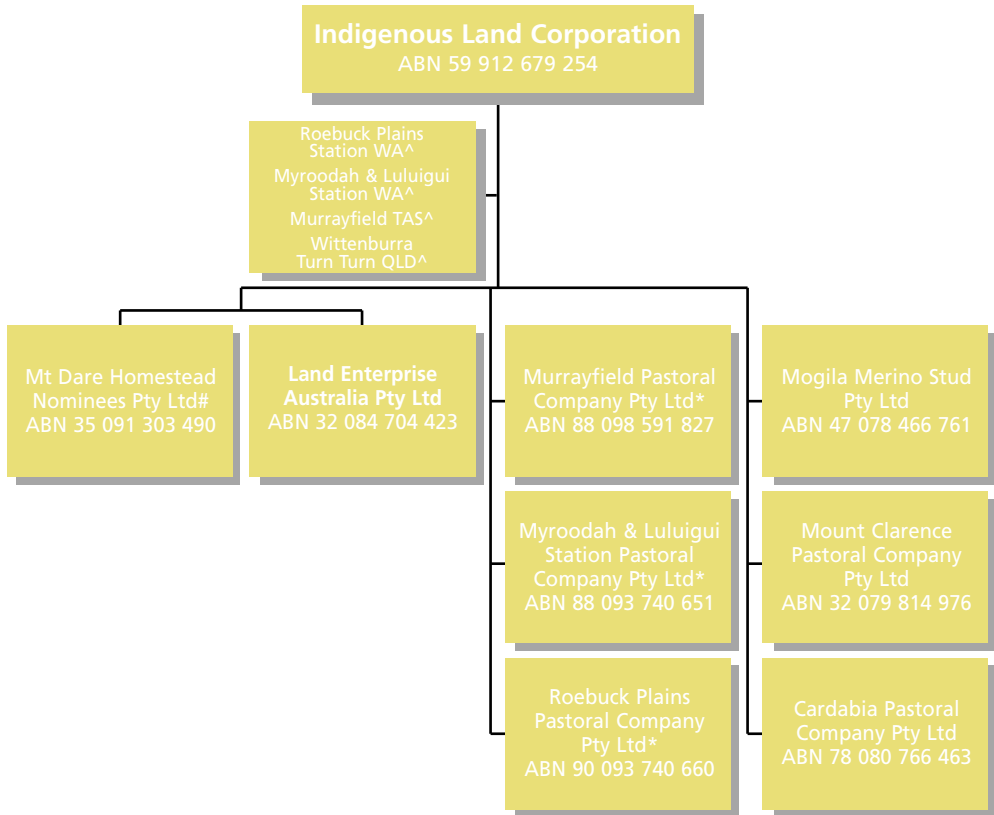 Indigenous Land Corporation
ABN 59 912 679 254
Roebuck Plains
Station WA^
Myroodah & Luluigui
Station WA^
Murrayfield TAS^
Wittenburra
Turn Turn QLD^
Mt Dare Homestead
Nominees Pty Ltd#
ABN 35 091 303 490
Land Enterprise
Australia Pty Ltd
ABN 32 084 704 423
Murrayfield Pastoral
Company Pty Ltd*
ABN 88 098 591 827
Mogila Merino Stud
Pty Ltd
ABN 47 078 466 761
Myroodah & Luluigui
Station Pastoral
Company Pty Ltd*
ABN 88 093 740 651
Mount Clarence
Pastoral Company
Pty Ltd
ABN 32 079 814 976
Roebuck Plains
Pastoral Company
Pty Ltd*
ABN 90 093 740 660
Cardabia Pastoral
Company Pty Ltd
ABN 78 080 766 463